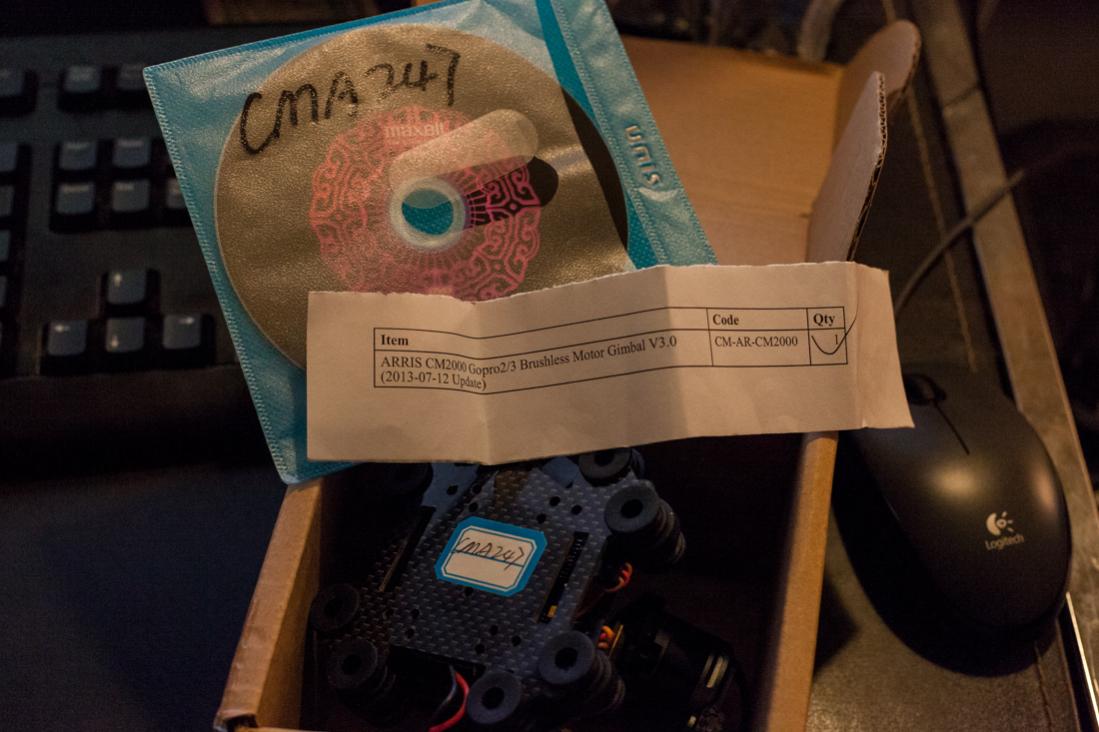 CMA247
maxell
unis
Item Code Qty
ARRIS CM2000 Gopro2/3 Brushless Motor Gimbal V3.0 CM-AR-CM2000 1
(2013-07-12 Update)
CMA247
Logitech